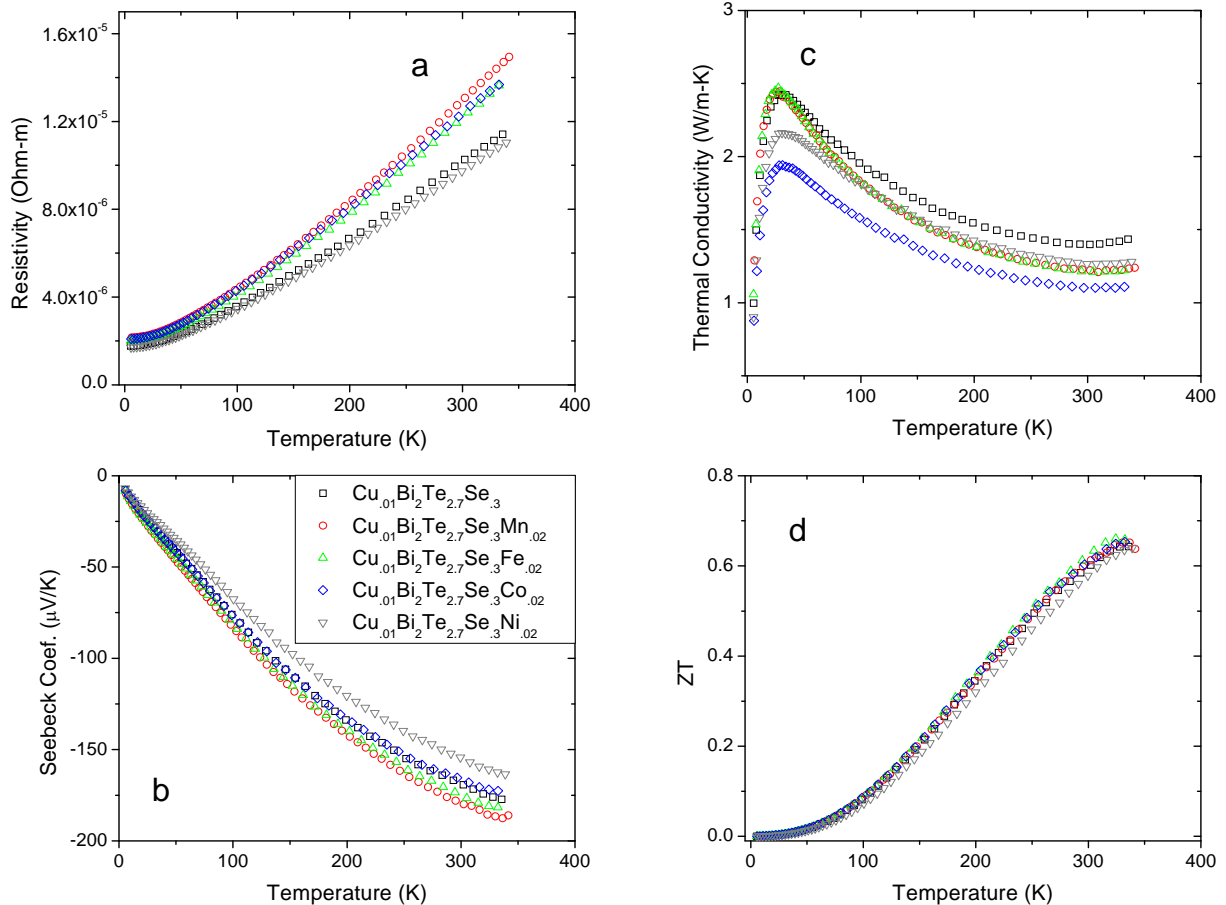 a
1.6x10⁻⁵
1.2x10⁻⁵
8.0x10⁻⁶
4.0x10⁻⁶
0.0
0 100 200 300 400
Resistivity (Ohm-m)
Temperature (K)
c
3
2
1
0 100 200 300 400
Thermal Conductivity (W/m-K)
Temperature (K)
b
0
-50
-100
-150
-200
0 100 200 300 400
Seebeck Coef. (μV/K)
Temperature (K)
Cu.₀₁Bi₂Te₂.₇Se.₃
Cu.₀₁Bi₂Te₂.₇Se.₃Mn.₀₂
Cu.₀₁Bi₂Te₂.₇Se.₃Fe.₀₂
Cu.₀₁Bi₂Te₂.₇Se.₃Co.₀₂
Cu.₀₁Bi₂Te₂.₇Se.₃Ni.₀₂
d
0.8
0.6
0.4
0.2
0.0
0 100 200 300 400
ZT
Temperature (K)